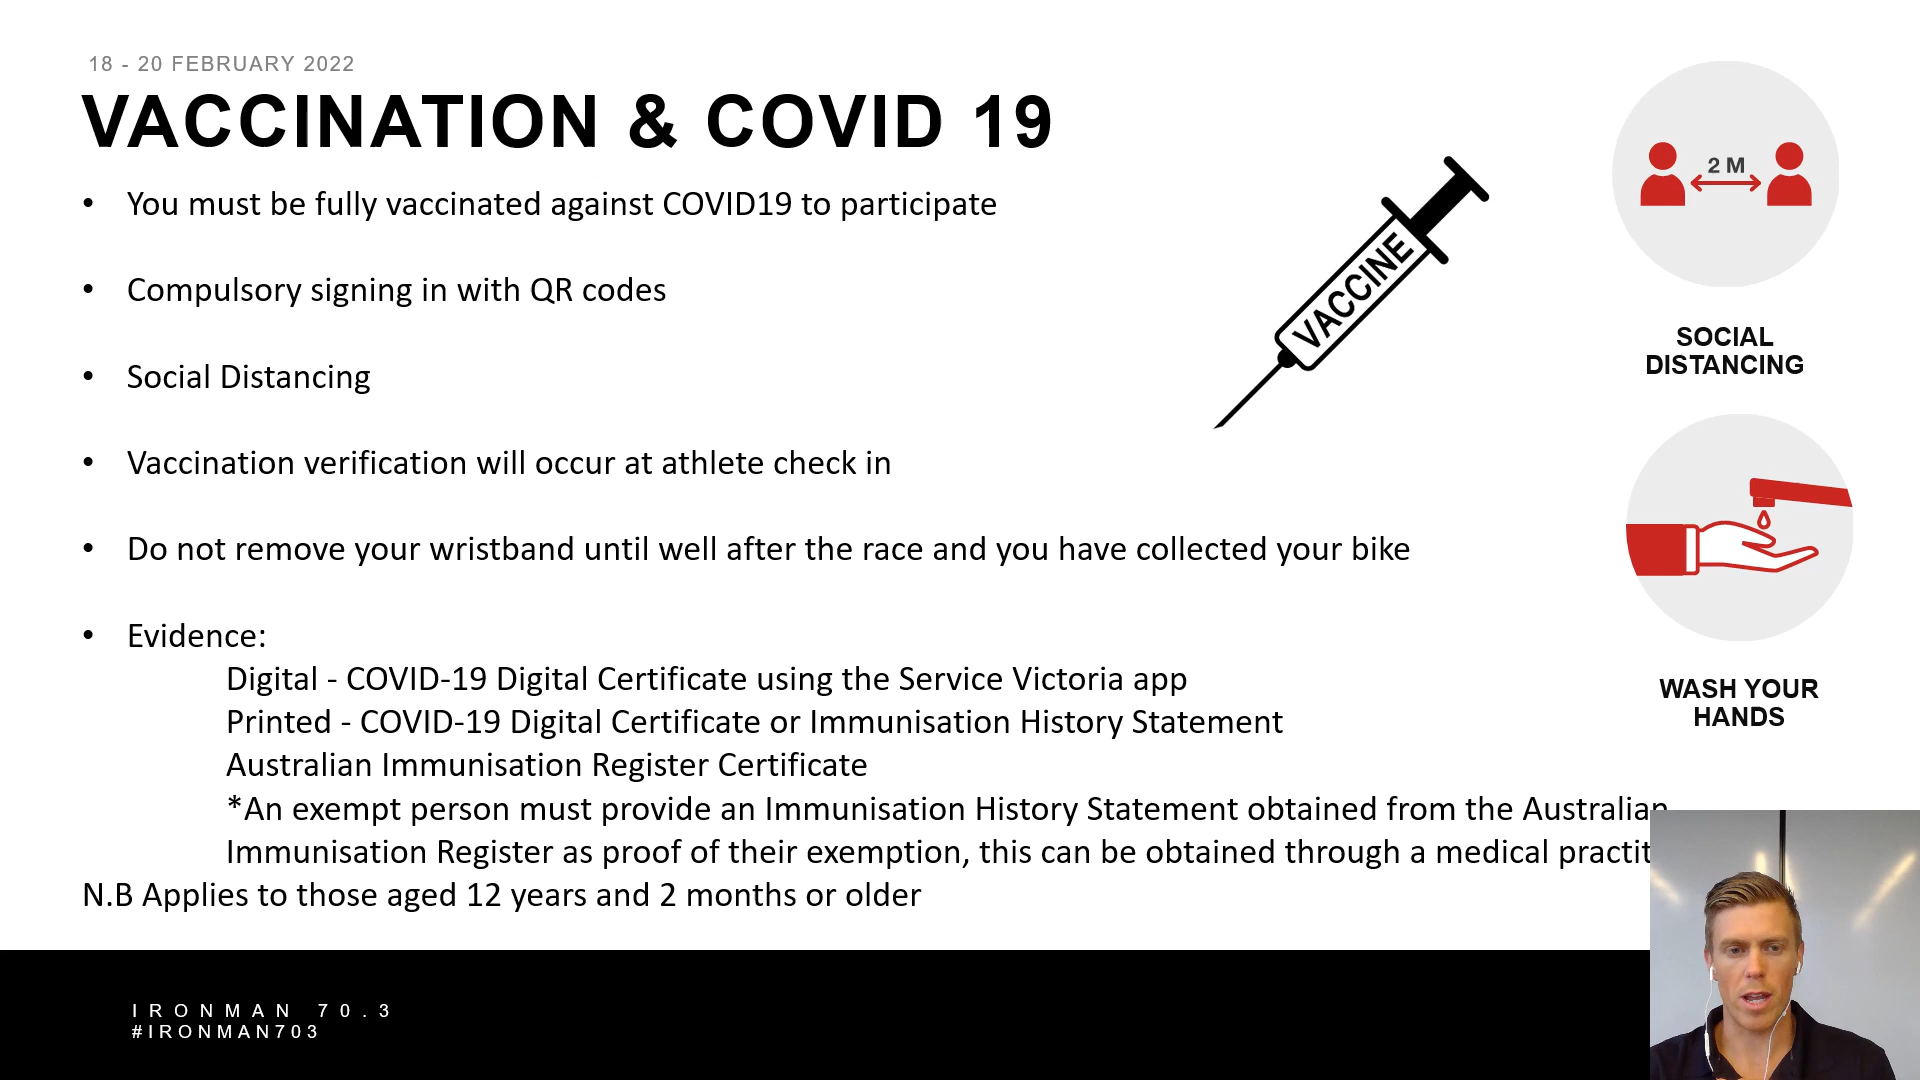 18 - 20 FEBRUARY 2022
VACCINATION & COVID 19
• You must be fully vaccinated against COVID19 to participate
• Compulsory signing in with QR codes
• Social Distancing
• Vaccination verification will occur at athlete check in
• Do not remove your wristband until well after the race and you have collected your bike
• Evidence:
Digital - COVID-19 Digital Certificate using the Service Victoria app
Printed - COVID-19 Digital Certificate or Immunisation History Statement
Australian Immunisation Register Certificate
*An exempt person must provide an Immunisation History Statement obtained from the Australian
Immunisation Register as proof of their exemption, this can be obtained through a medical
N.B Applies to those aged 12 years and 2 months or older
VACCINE
2 M
SOCIAL
DISTANCING
WASH YOUR
HANDS
IRONMAN 70.3
#IRONMAN703